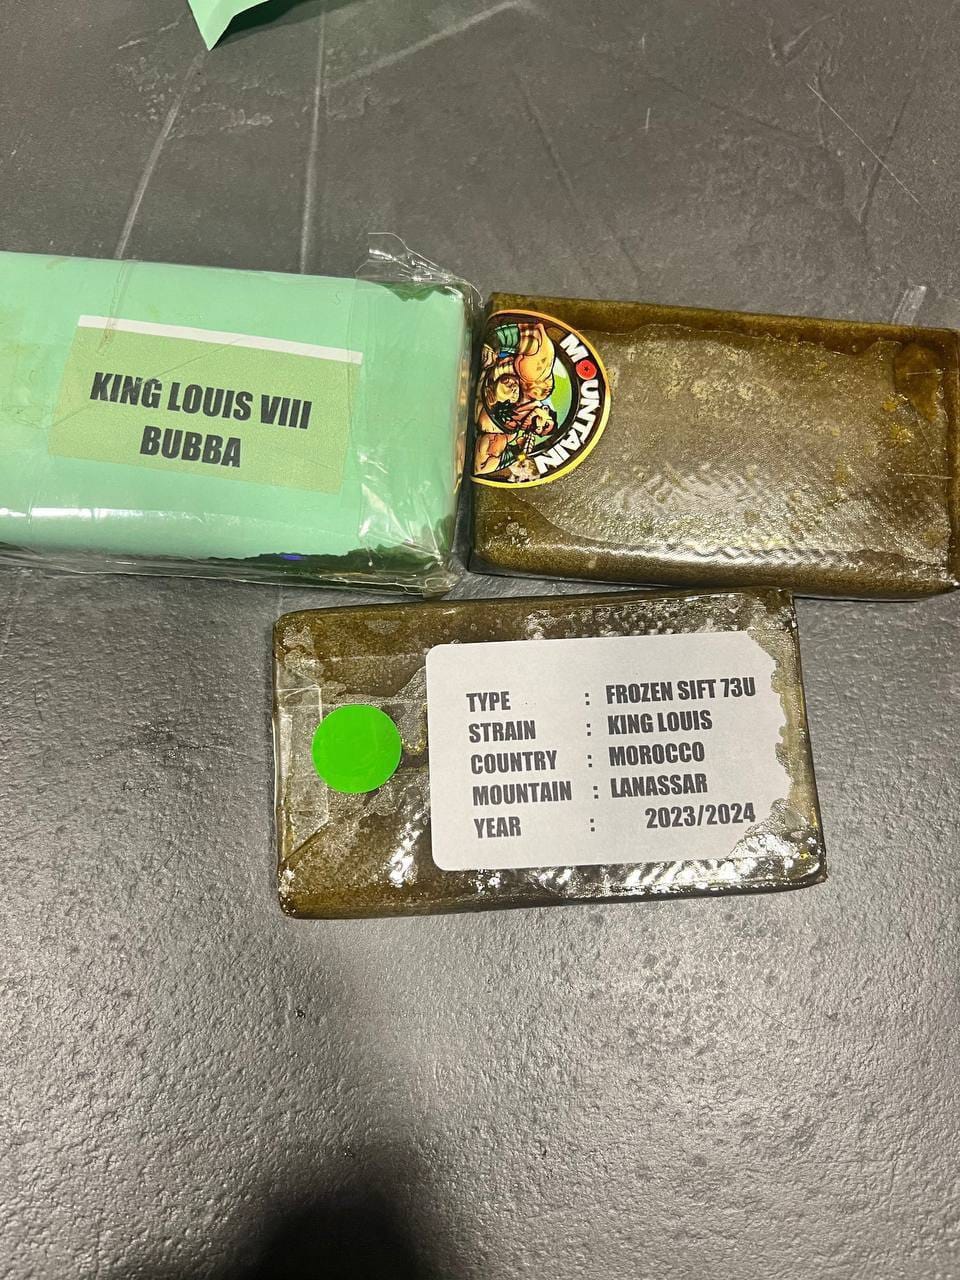 KING LOUIS VIII
BUBBA
MOUNTAIN
TYPE : FROZEN SIFT 73U
STRAIN : KING LOUIS
COUNTRY : MOROCCO
MOUNTAIN : LANASSAR
YEAR : 2023/2024